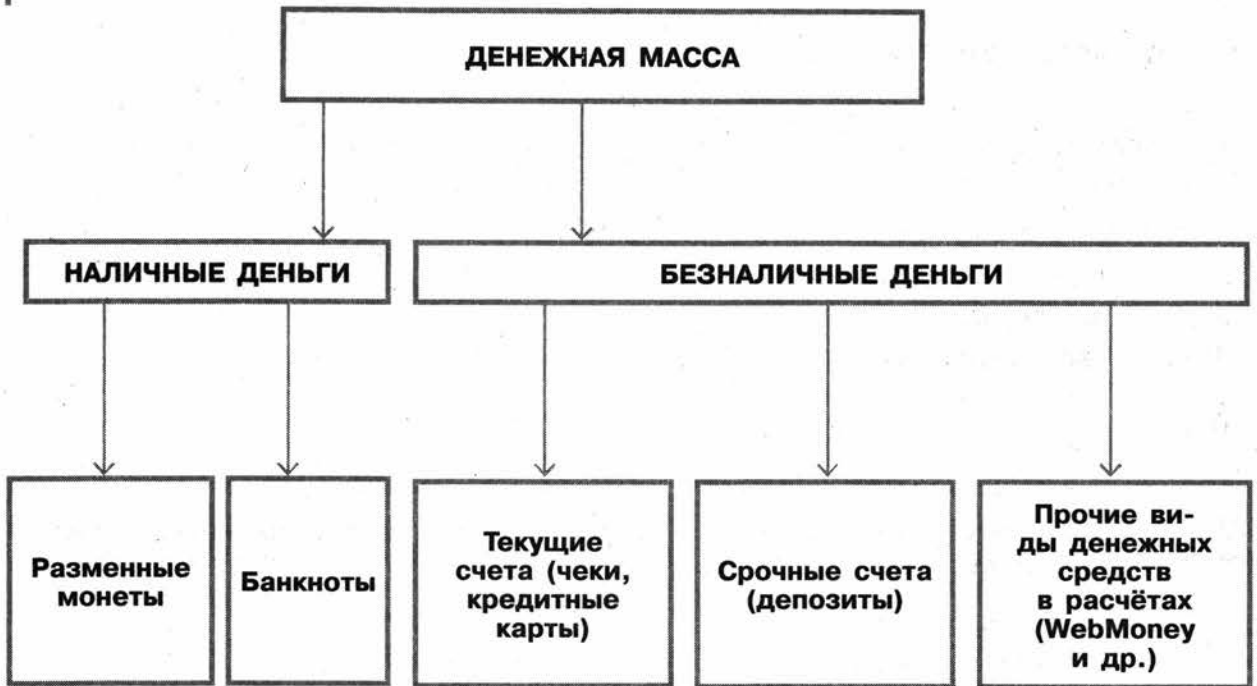 ДЕНЕЖНАЯ МАССА
НАЛИЧНЫЕ ДЕНЬГИ
БЕЗНАЛИЧНЫЕ ДЕНЬГИ
Разменные
монеты
Банкноты
Текущие
счета (чеки,
кредитные
карты)
Срочные счета
(депозиты)
Прочие ви-
ды денежных
средств
в расчётах
(WebMoney
и др.)